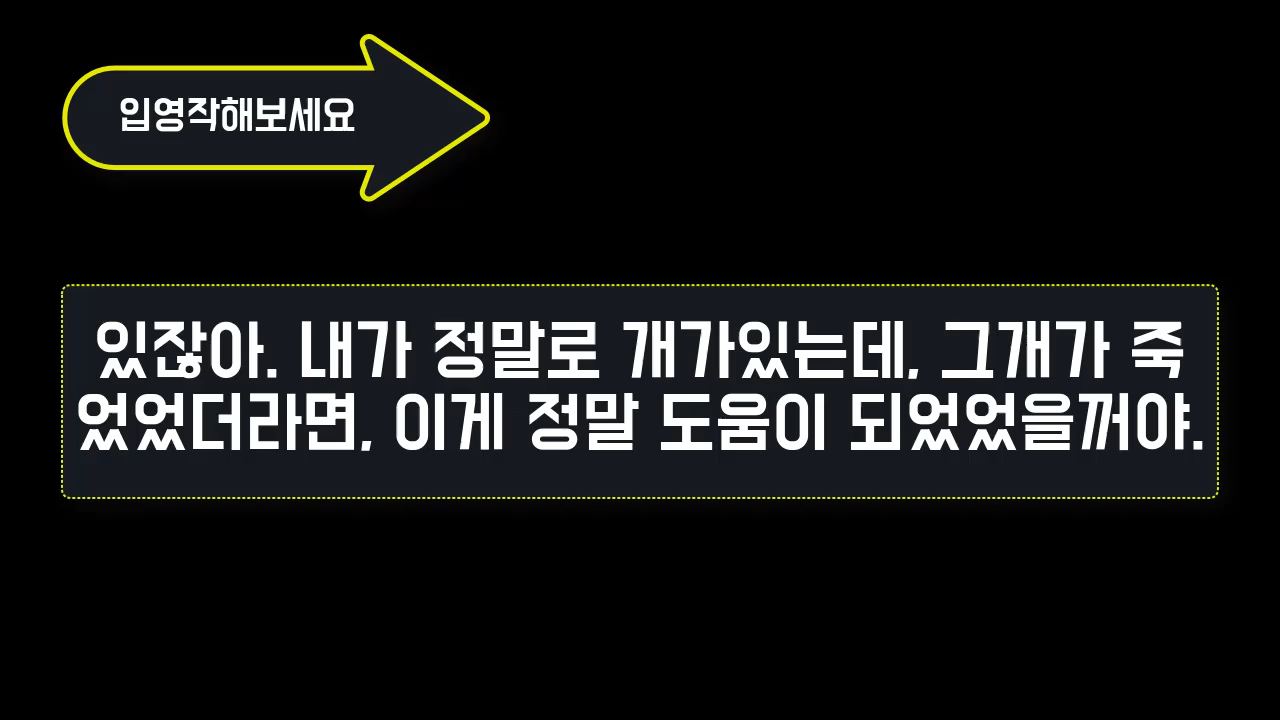 입영작해보세요
있잖아. 내가 정말로 개가있는데, 그개가 죽
었었더라면, 이게 정말 도움이 되었었을꺼야.